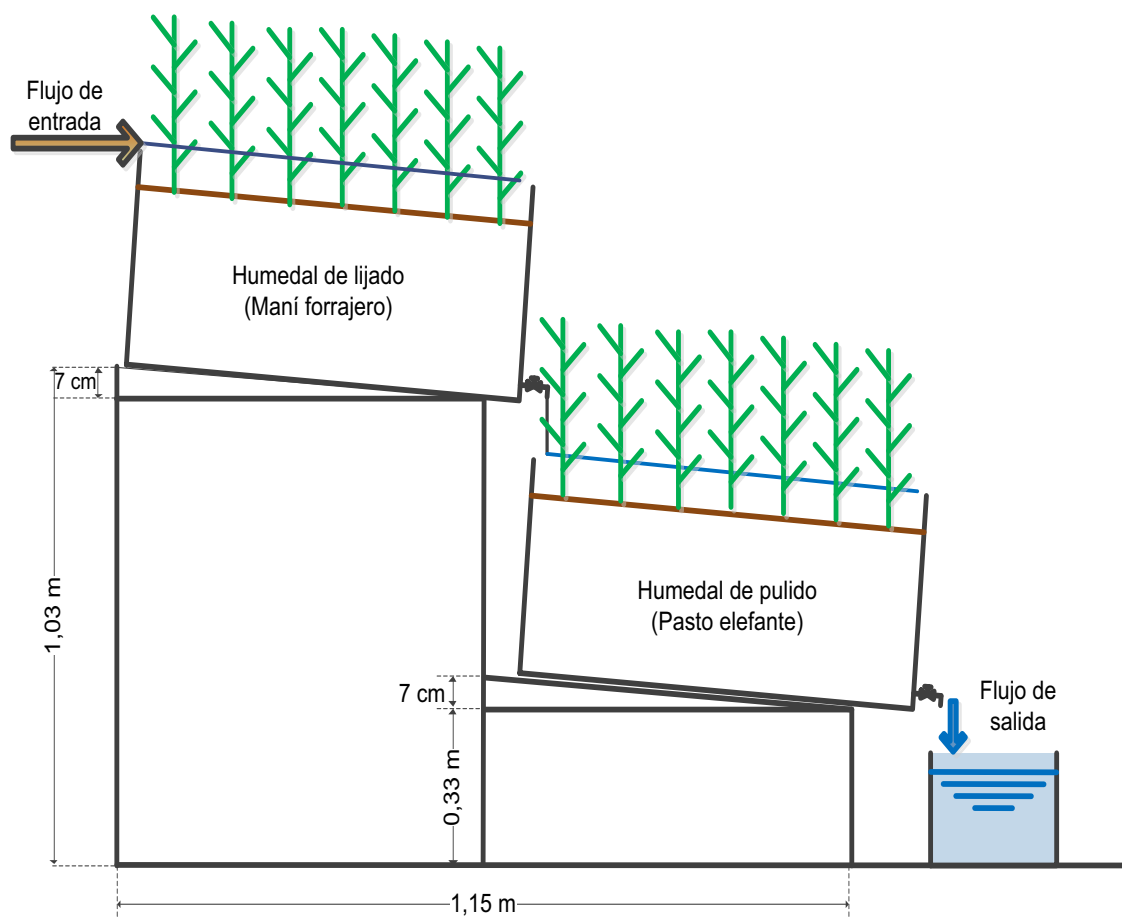 Flujo de
entrada
Humedal de lijado
(Maní forrajero)
7 cm
1,03 m
Humedal de pulido
(Pasto elefante)
7 cm
0,33 m
Flujo de
salida
1,15 m